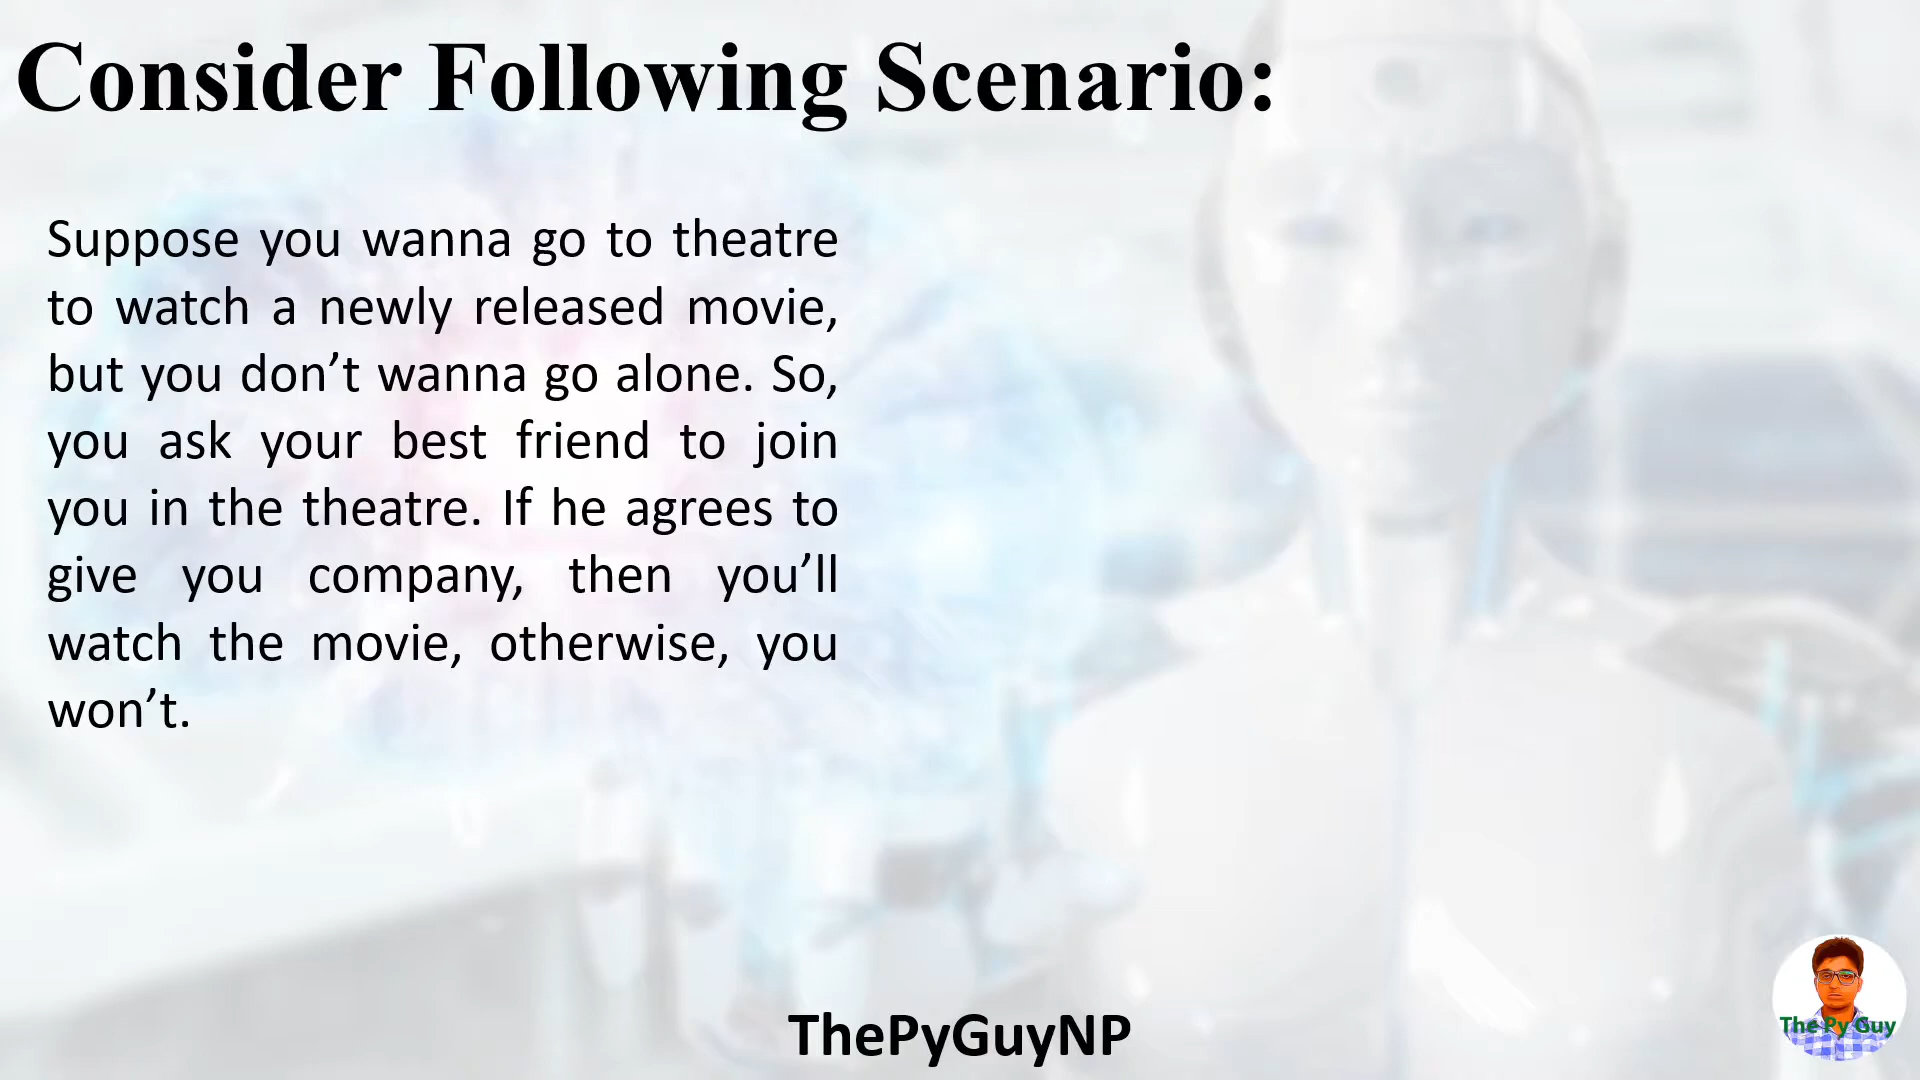 Consider Following Scenario:
Suppose you wanna go to theatre
to watch a newly released movie,
but you don’t wanna go alone. So,
you ask your best friend to join
you in the theatre. If he agrees to
give you company, then you’ll
watch the movie, otherwise, you
won’t.
ThePyGuyNP
The Py Guy